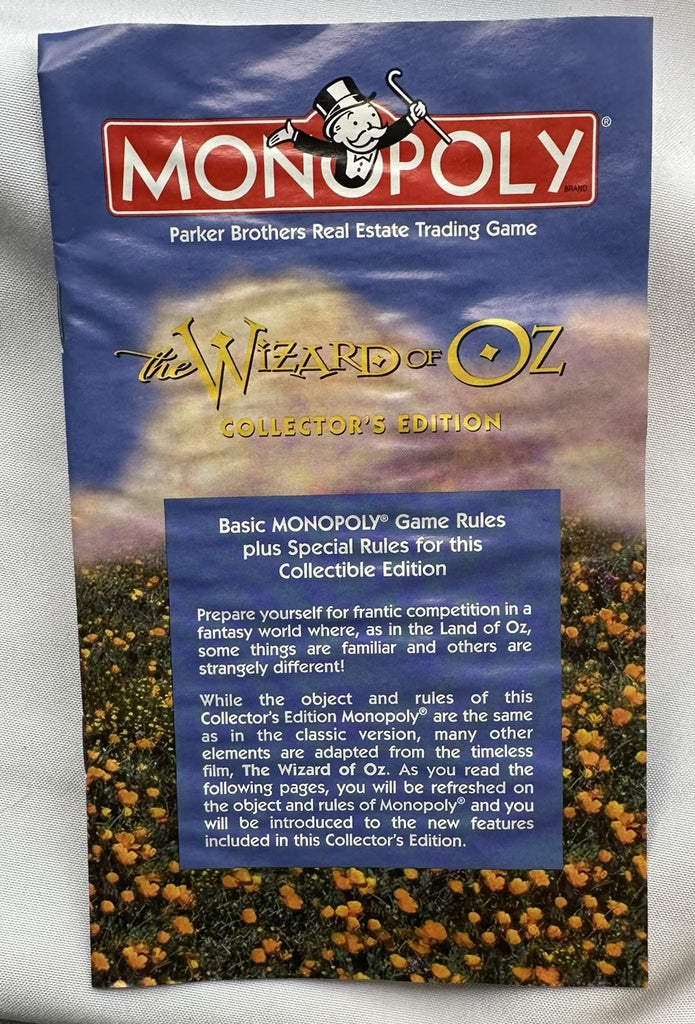 MONOPOLY®
BRAND
Parker Brothers Real Estate Trading Game
the WIZARD OF OZ
COLLECTOR'S EDITION
Basic MONOPOLY® Game Rules
plus Special Rules for this
Collectible Edition
Prepare yourself for frantic competition in a
fantasy world where, as in the Land of Oz,
some things are familiar and others are
strangely different!
While the object and rules of this
Collector's Edition Monopoly® are the same
as in the classic version, many other
elements are adapted from the timeless
film, The Wizard of Oz. As you read the
following pages, you will be refreshed on
the object and rules of Monopoly® and you
will be introduced to the new features
included in this Collector's Edition.